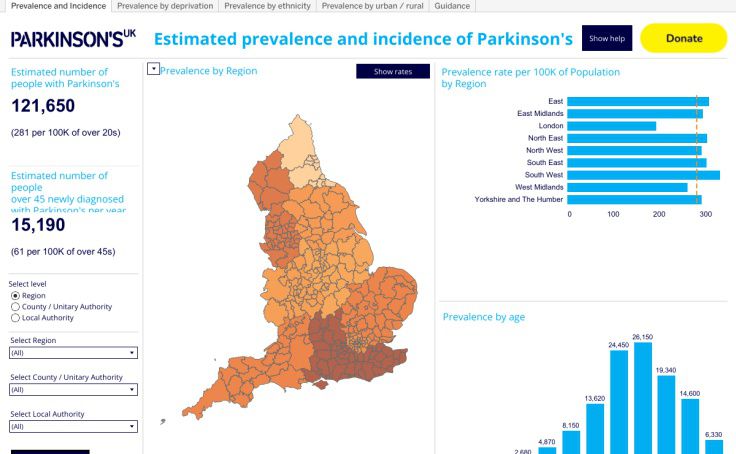 Prevalence and Incidence
Prevalence by deprivation
Prevalence by ethnicity
Prevalence by urban / rural
Guidance
PARKINSON'S UK
Estimated prevalence and incidence of Parkinson's
Show help
Donate
Estimated number of
people with Parkinson's
121,650
(281 per 100K of over 20s)
Estimated number of
people
over 45 newly diagnosed
with Parkinson's per year
15,190
(61 per 100K of over 45s)
Select level
Region
County / Unitary Authority
Local Authority
Select Region
(All)
Select County / Unitary Authority
(All)
Select Local Authority
(All)
Prevalence by Region
Show rates
Prevalence rate per 100K of Population
by Region
East
East Midlands
London
North East
North West
South East
South West
West Midlands
Yorkshire and The Humber
0 100 200 300
Prevalence by age
2,680
4,870
8,150
13,620
24,450
26,150
19,340
14,600
6,330